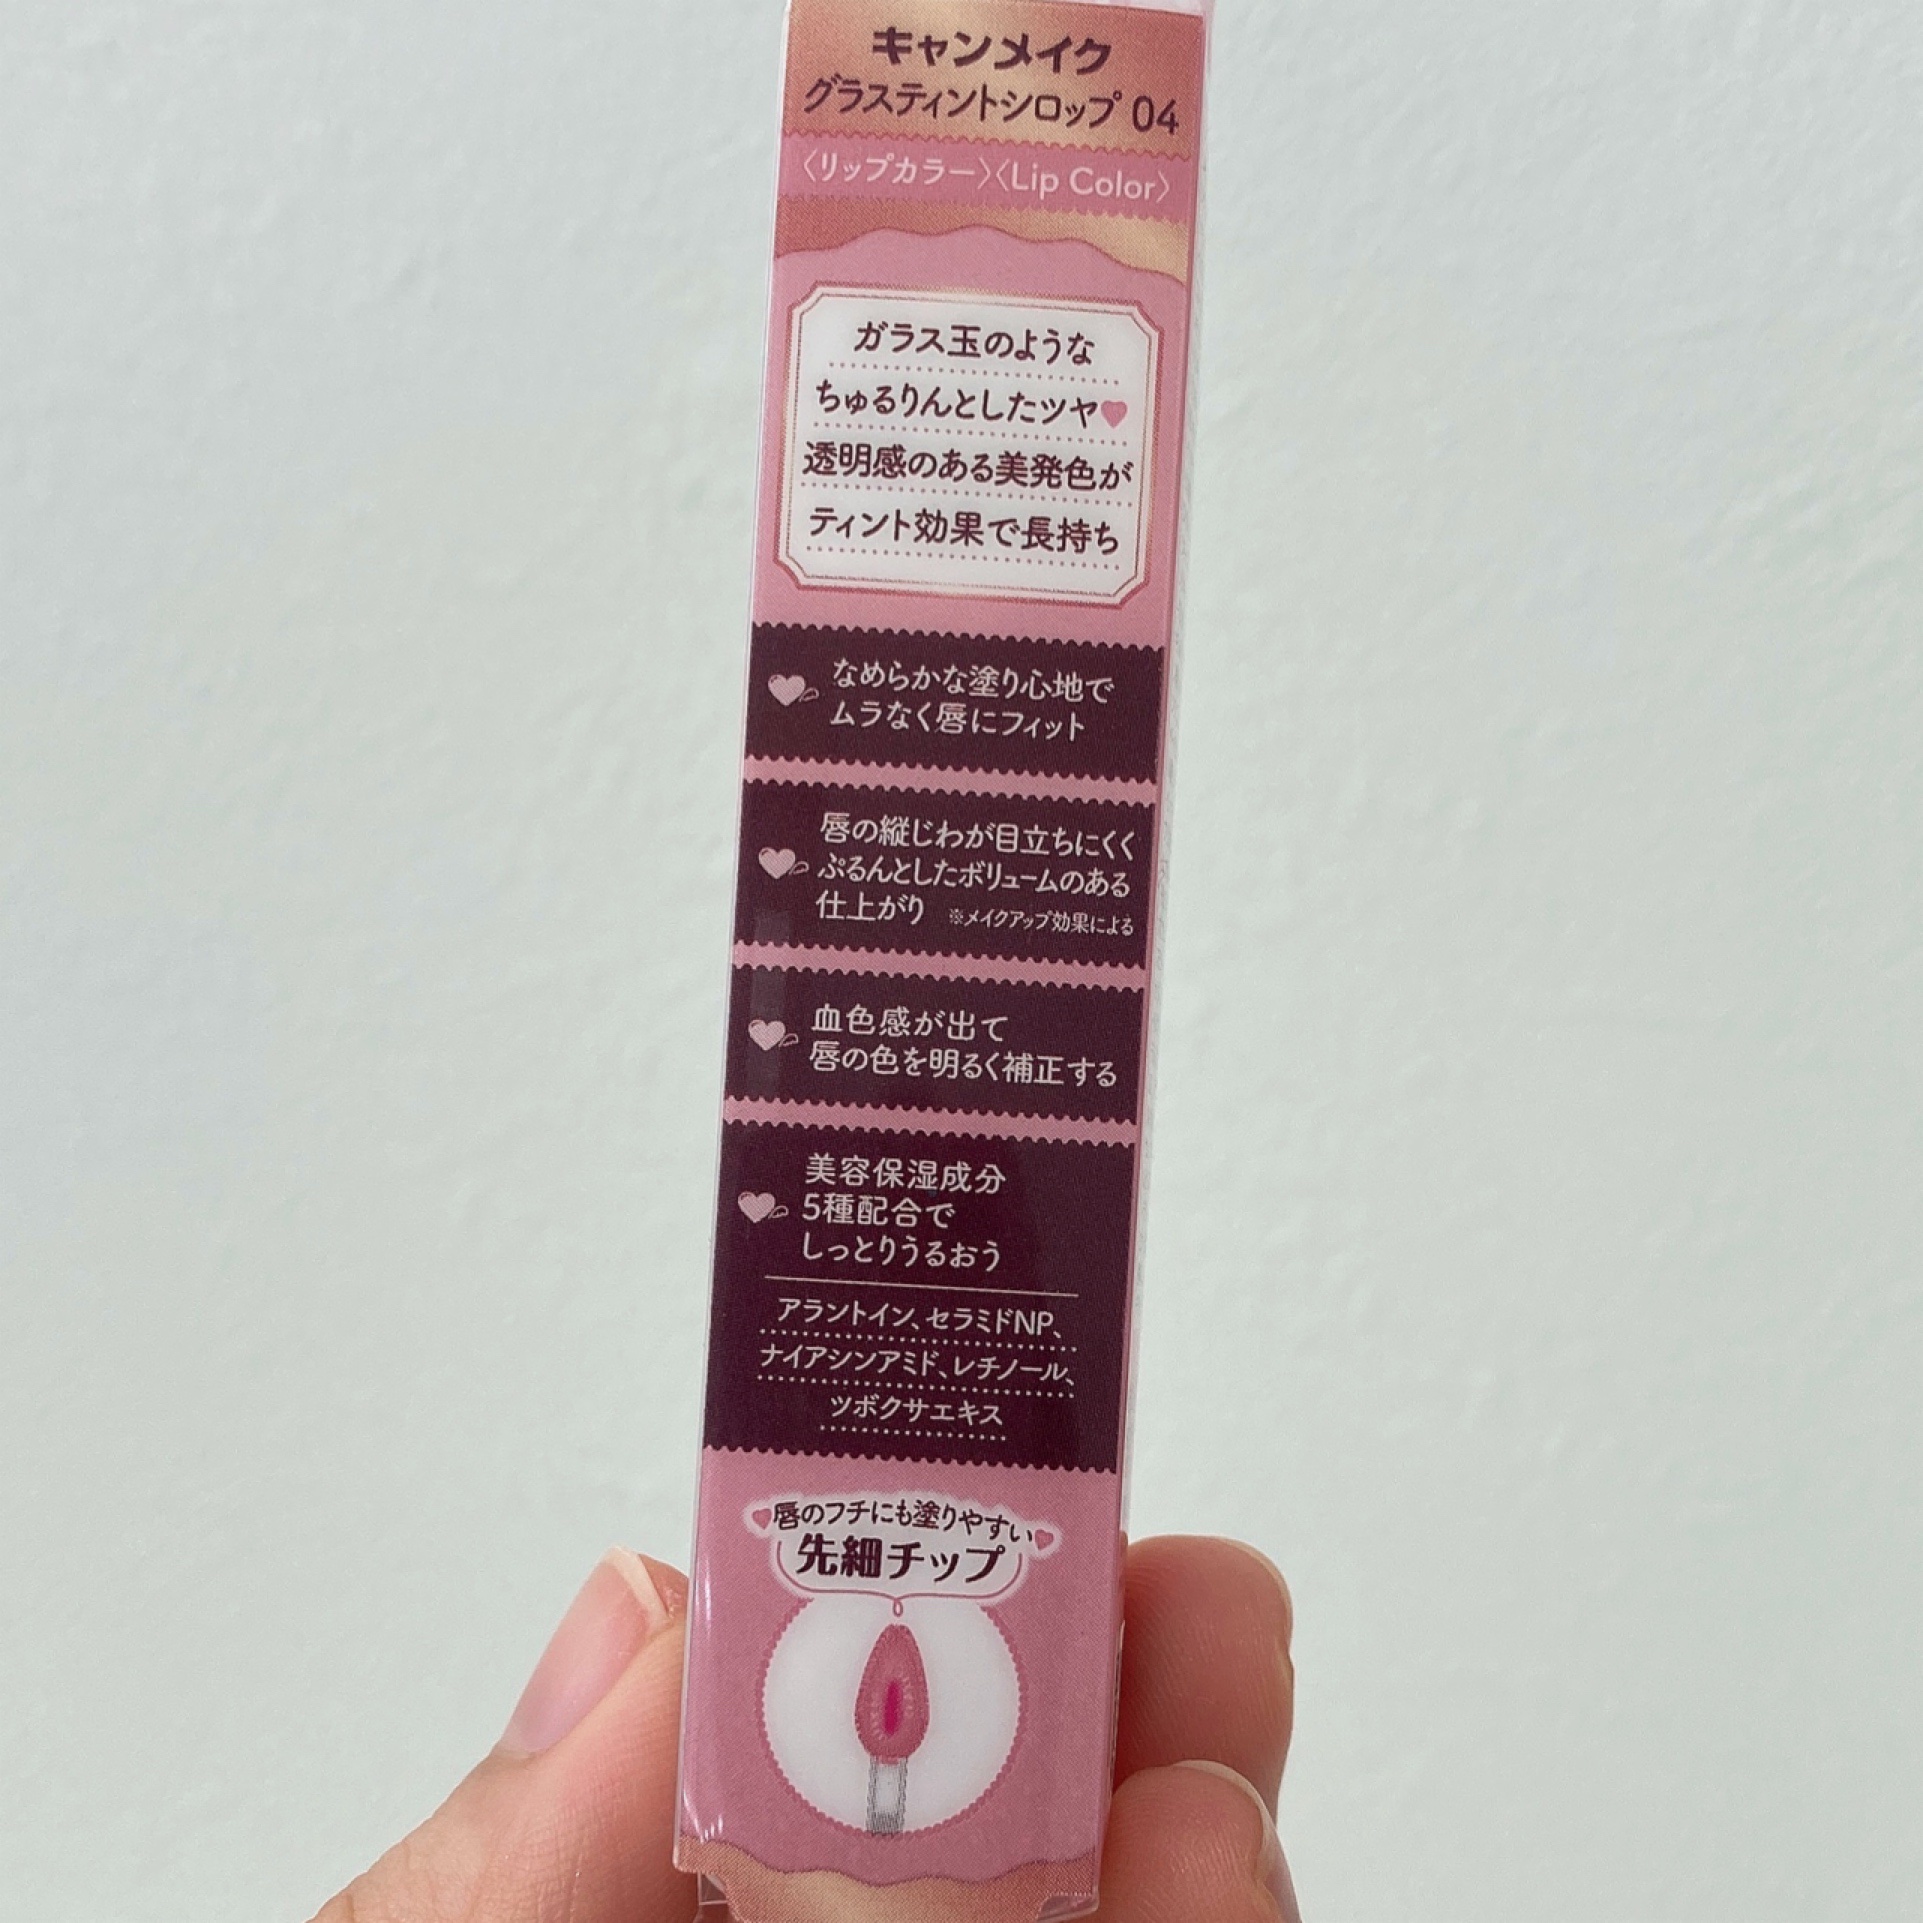 キャンメイク
グラスティントシロップ 04
〈リップカラー〉〈Lip Color〉
ガラス玉のような
ちゅるりんとしたツヤ♥
透明感のある美発色が
ティント効果で長持ち
なめらかな塗り心地で
ムラなく唇にフィット
唇の縦じわが目立ちにくく
ぷるんとしたボリュームのある
仕上がり ※メイクアップ効果による
血色感が出て
唇の色を明るく補正する
美容保湿成分
5種配合で
しっとりうるおう
アラントイン、セラミドNP、
ナイアシンアミド、レチノール、
ツボクサエキス
唇のフチにも塗りやすい
先細チップ